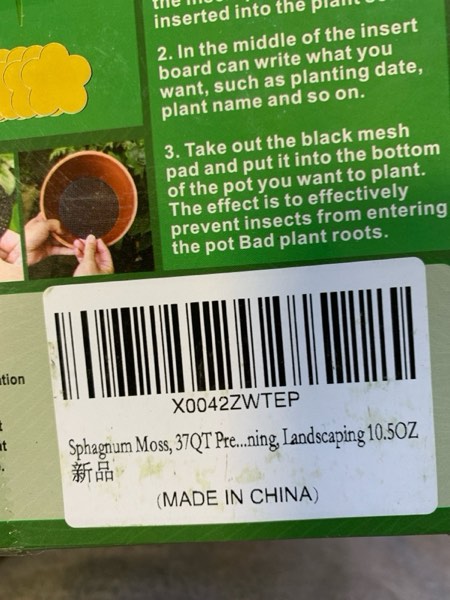 inserted into the plant
2. In the middle of the insert
board can write what you
want, such as planting date,
plant name and so on.
3. Take out the black mesh
pad and put it into the bottom
of the pot you want to plant.
The effect is to effectively
prevent insects from entering
the pot Bad plant roots.
X0042ZWTEP
Sphagnum Moss, 37QT Pre...ning, Landscaping 10.5OZ
新品
(MADE IN CHINA)